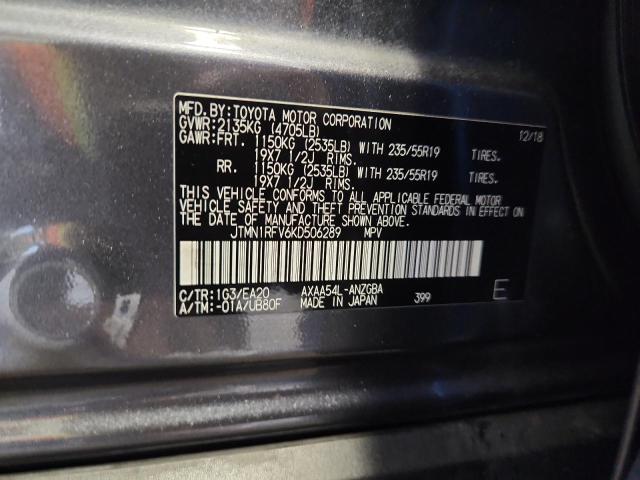 MFD. BY: TOYOTA MOTOR CORPORATION 12/18
GVWR: 2135KG (4705LB)
GAWR: FRT. 1150KG (2535LB) WITH 235/55R19 TIRES.
19X7 1/2J RIMS.
RR. 1150KG (2535LB) WITH 235/55R19 TIRES.
19X7 1/2J RIMS.
THIS VEHICLE CONFORMS TO ALL APPLICABLE FEDERAL MOTOR
VEHICLE SAFETY AND THEFT PREVENTION STANDARDS IN EFFECT ON
THE DATE OF MANUFACTURE SHOWN ABOVE.
JTMN1RFV6KD506289 MPV
C/TR: 1G3/EA20 AXAA54L-ANZGBA
A/TM: -01A/UB80F MADE IN JAPAN 399 E